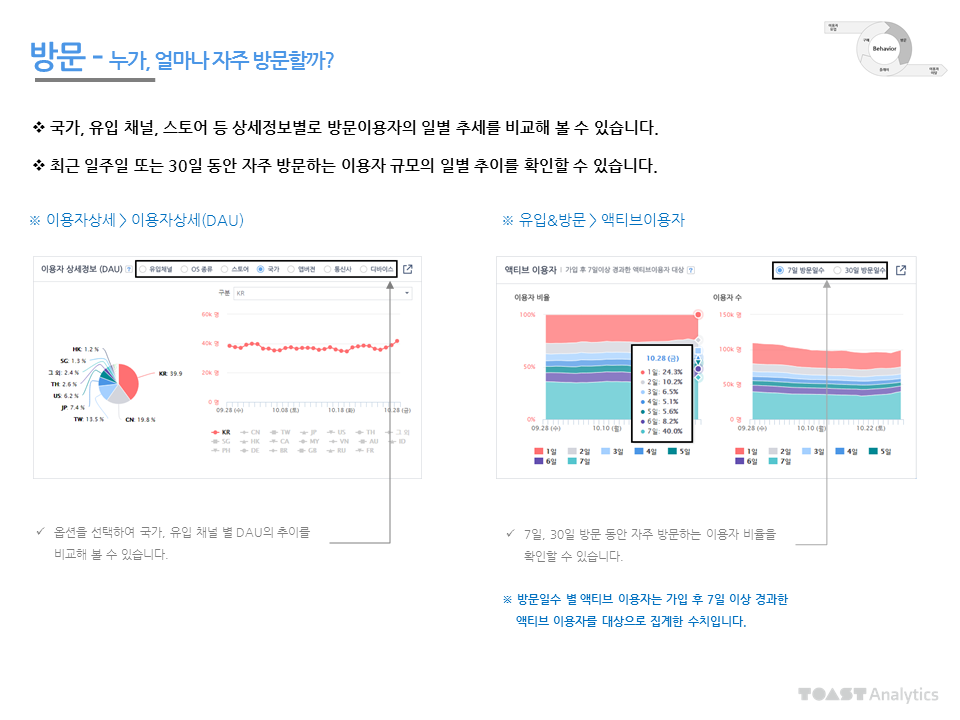 방문 - 누가, 얼마나 자주 방문할까?
Behavior
❖ 국가, 유입 채널, 스토어 등 상세정보별로 방문이용자의 일별 추세를 비교해 볼 수 있습니다.
❖ 최근 일주일 또는 30일 동안 자주 방문하는 이용자 규모의 일별 추이를 확인할 수 있습니다.
※ 이용자상세 > 이용자상세(DAU)
이용자 상세정보 (DAU) ? 유입채널 OS 종류 스토어 국가 앱버전 통신사 디바이스
구분 KR
60k 명
40k 명
20k 명
0 명
09.28 (수) 10.08 (토) 10.18 (화) 10.28 (금)
HK: 1.2 %
SG: 1.3 %
그 외: 2.4 %
TH: 2.6 %
US: 6.2 %
JP: 7.4 %
TW: 13.5 %
CN: 19.8 %
KR: 39.9
KR CN TW JP US TH 그 외
SG HK CA MY VN AU ID
PH DE BR GB RU FR
✓ 옵션을 선택하여 국가, 유입 채널 별 DAU의 추이를
비교해 볼 수 있습니다.
※ 유입&방문 > 액티브이용자
액티브 이용자 | 가입 후 7일이상 경과한 액티브이용자 대상 ? 7일 방문일수 30일 방문일수
이용자 비율
100%
50%
0%
09.28 (수) 10.10 (월)
10.28 (금)
1일: 24.3%
2일: 10.2%
3일: 6.5%
4일: 5.1%
5일: 5.6%
6일: 8.2%
7일: 40.0%
1일 2일 3일 4일 5일
6일 7일
이용자 수
150k 명
100k 명
50k 명
0 명
09.28 (수) 10.10 (월) 10.22 (토)
1일 2일 3일 4일 5일
6일 7일
✓ 7일, 30일 방문 동안 자주 방문하는 이용자 비율을
확인할 수 있습니다.
※ 방문일수 별 액티브 이용자는 가입 후 7일 이상 경과한
액티브 이용자를 대상으로 집계한 수치입니다.
TOAST Analytics